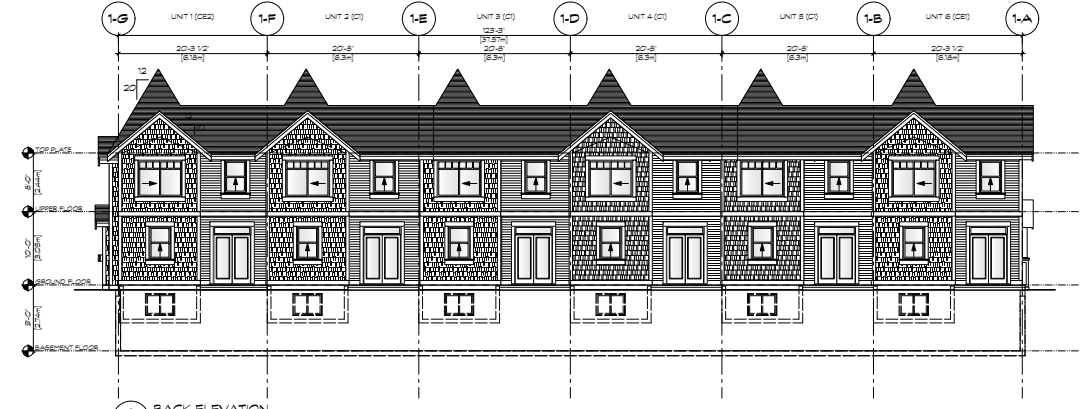 1-G UNIT 1 (CE2) 1-F UNIT 2 (C1) 1-E UNIT 3 (C1) 1-D UNIT 4 (C1) 1-C UNIT 5 (C1) 1-B UNIT 6 (CE1) 1-A
123'-3"
[37.57m]
20'-3 1/2" 20'-8" 20'-8" 20'-8" 20'-8" 20'-3 1/2"
[6.18m] [6.3m] [6.3m] [6.3m] [6.3m] [6.18m]
12
20
TOP PLATE
8'-0"
[2.44m]
UPPER FLOOR
10'-0"
[3.05m]
GROUND FLOOR
9'-0"
[2.74m]
BASEMENT FLOOR
BACK ELEVATION